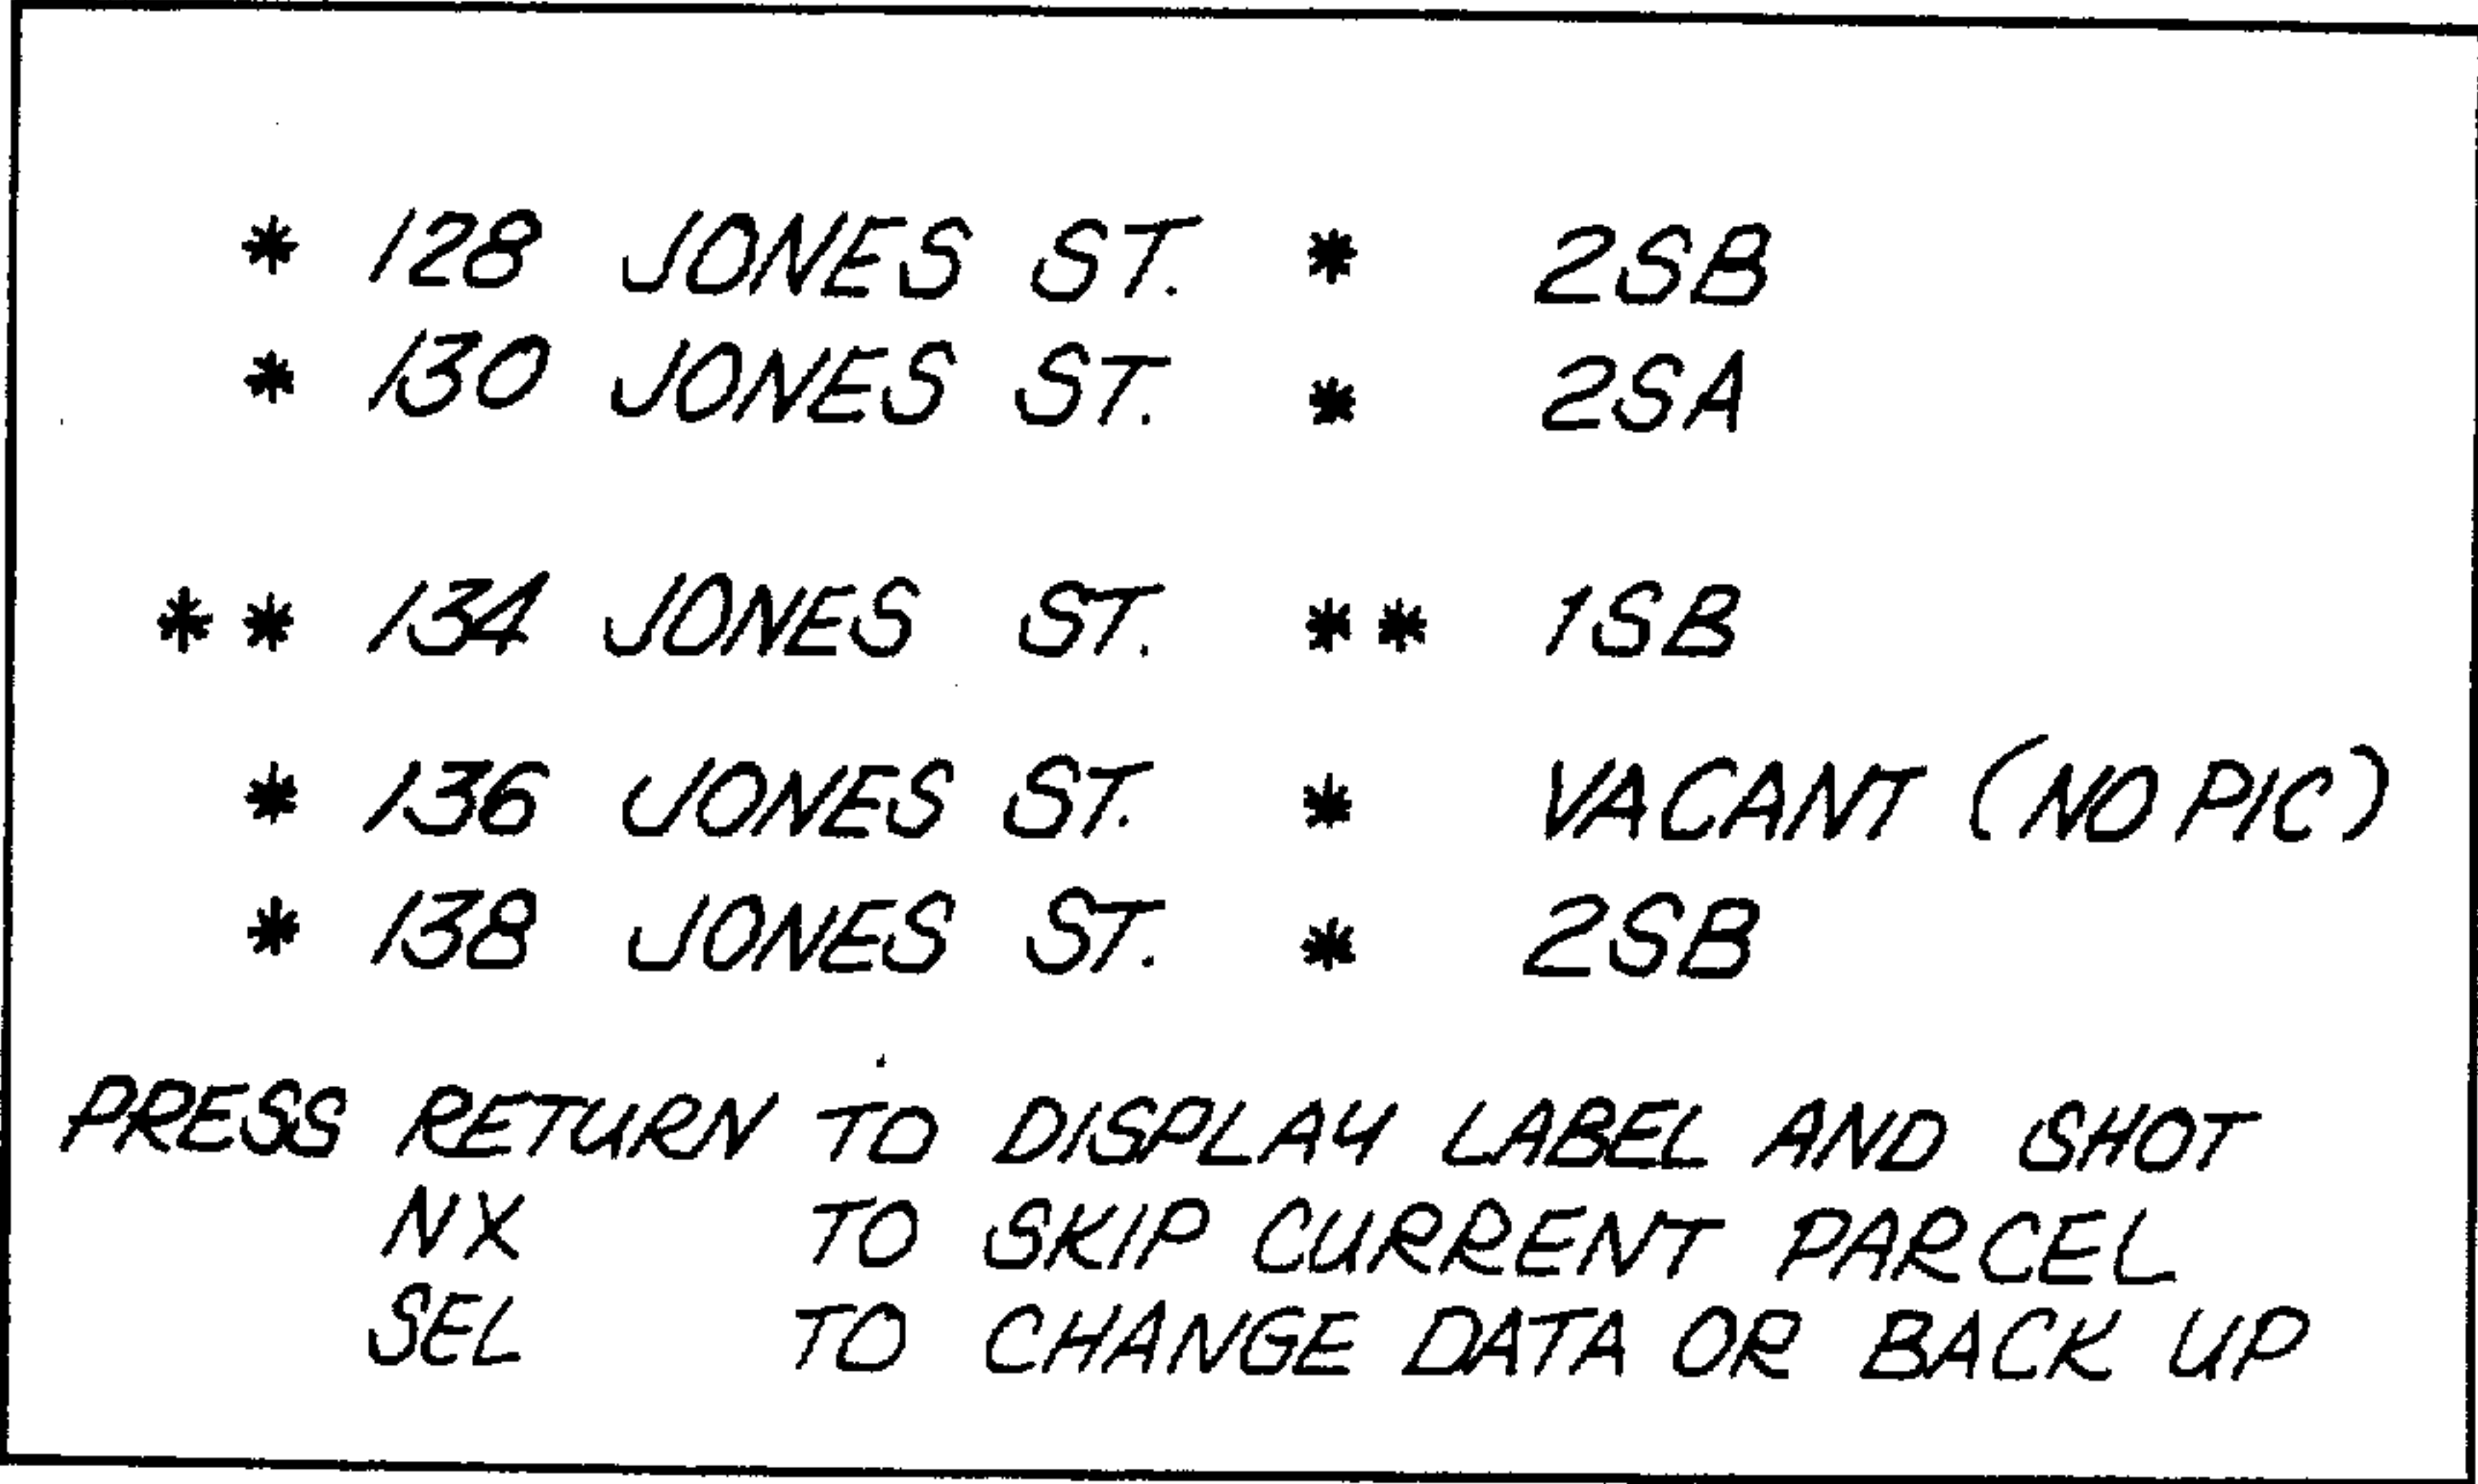 * 128 JONES ST. * 2SB
* 130 JONES ST. * 2SA
** 134 JONES ST. ** 1SB
* 136 JONES ST. * VACANT (NO PIC)
* 138 JONES ST. * 2SB
PRESS RETURN TO DISPLAY LABEL AND SHOT
NX TO SKIP CURRENT PARCEL
SEL TO CHANGE DATA OR BACK UP